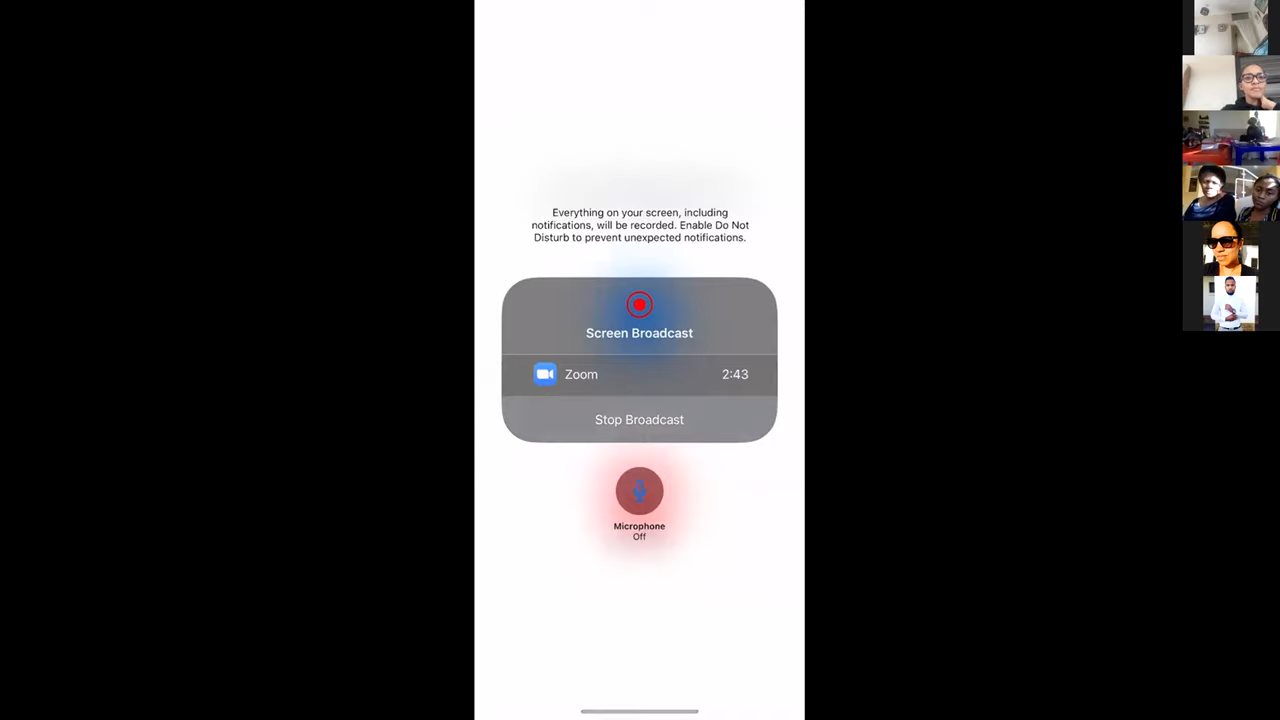 Everything on your screen, including
notifications, will be recorded. Enable Do Not
Disturb to prevent unexpected notifications.
Screen Broadcast
Zoom 2:43
Stop Broadcast
Microphone
Off